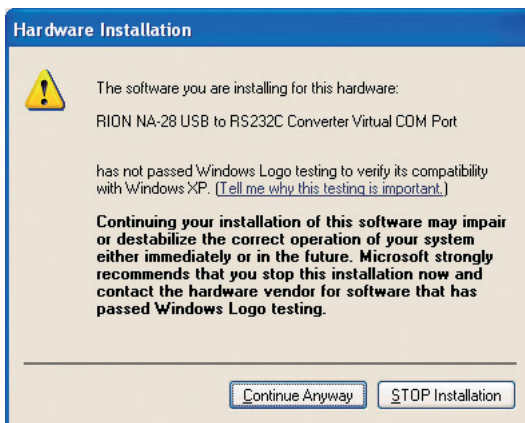 Hardware Installation
The software you are installing for this hardware:
RION NA-28 USB to RS232C Converter Virtual COM Port
has not passed Windows Logo testing to verify its compatibility
with Windows XP. (Tell me why this testing is important.)
Continuing your installation of this software may impair
or destabilize the correct operation of your system
either immediately or in the future. Microsoft strongly
recommends that you stop this installation now and
contact the hardware vendor for software that has
passed Windows Logo testing.
Continue Anyway
STOP Installation